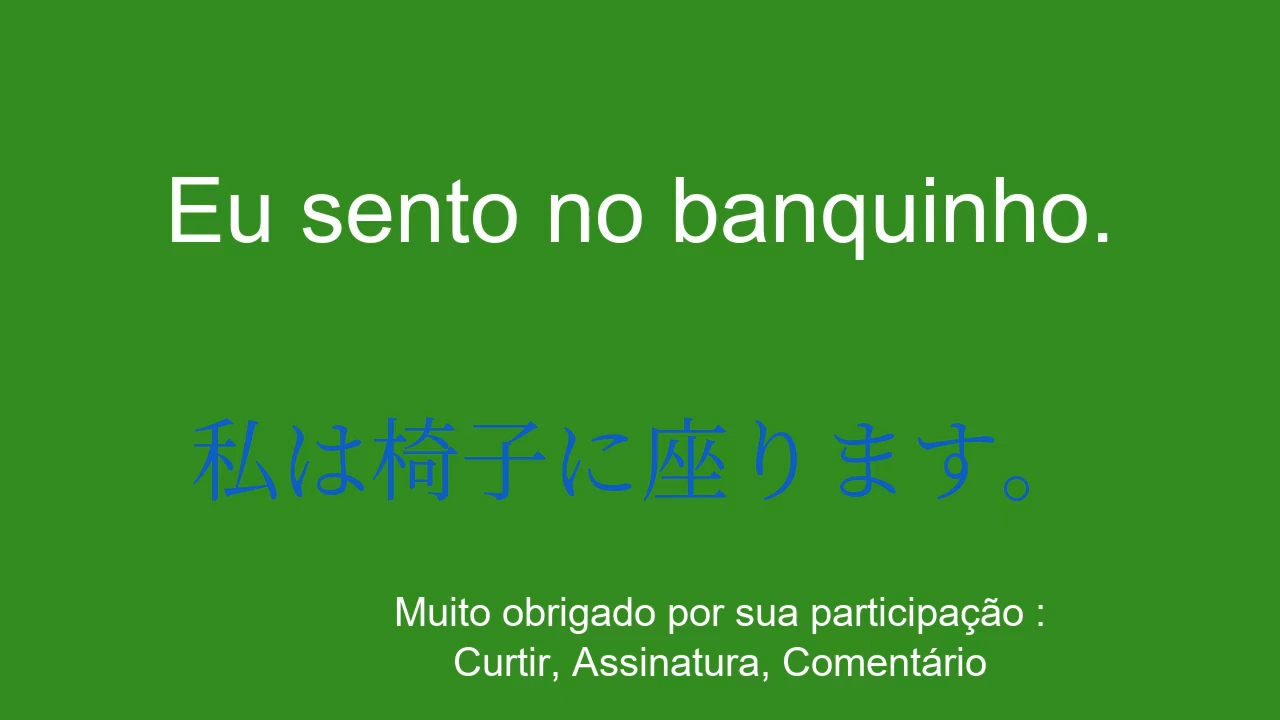 Eu sento no banquinho.
私は椅子に座ります。
Muito obrigado por sua participação :
Curtir, Assinatura, Comentário